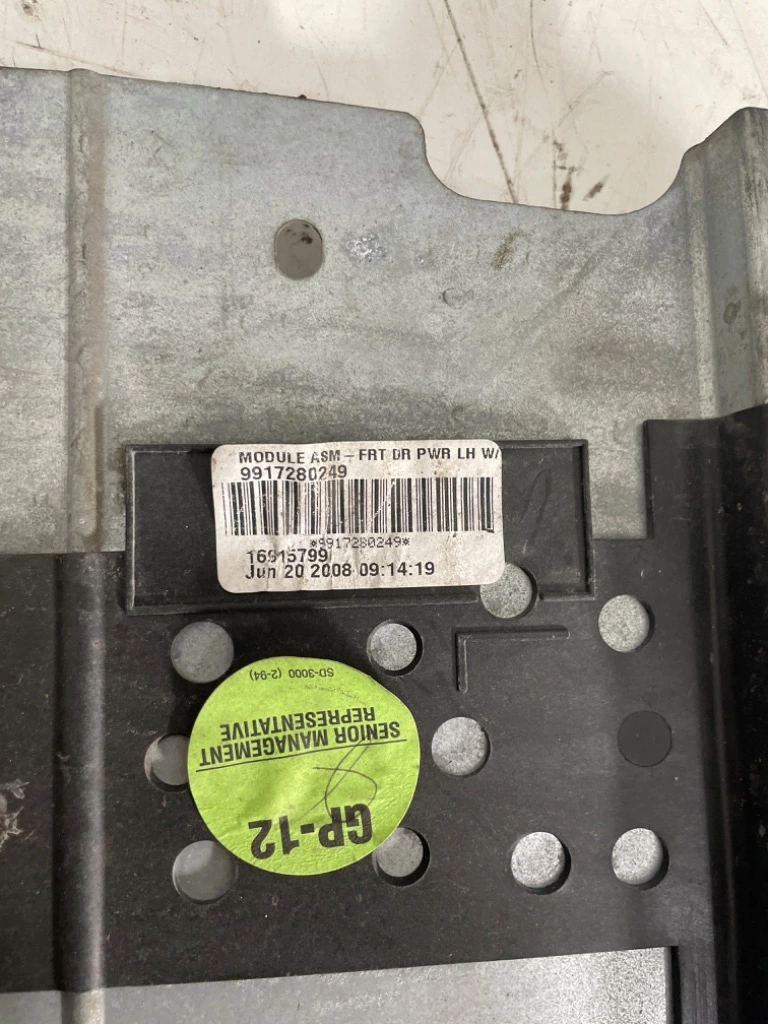 MODULE ASM - FRT DR PWR LH W/
9917280249
*9917280249*
16915799
Jun 20 2008 09:14:19
SD-3000 (2-94)
SENIOR MANAGEMENT
REPRESENTATIVE
GP-12